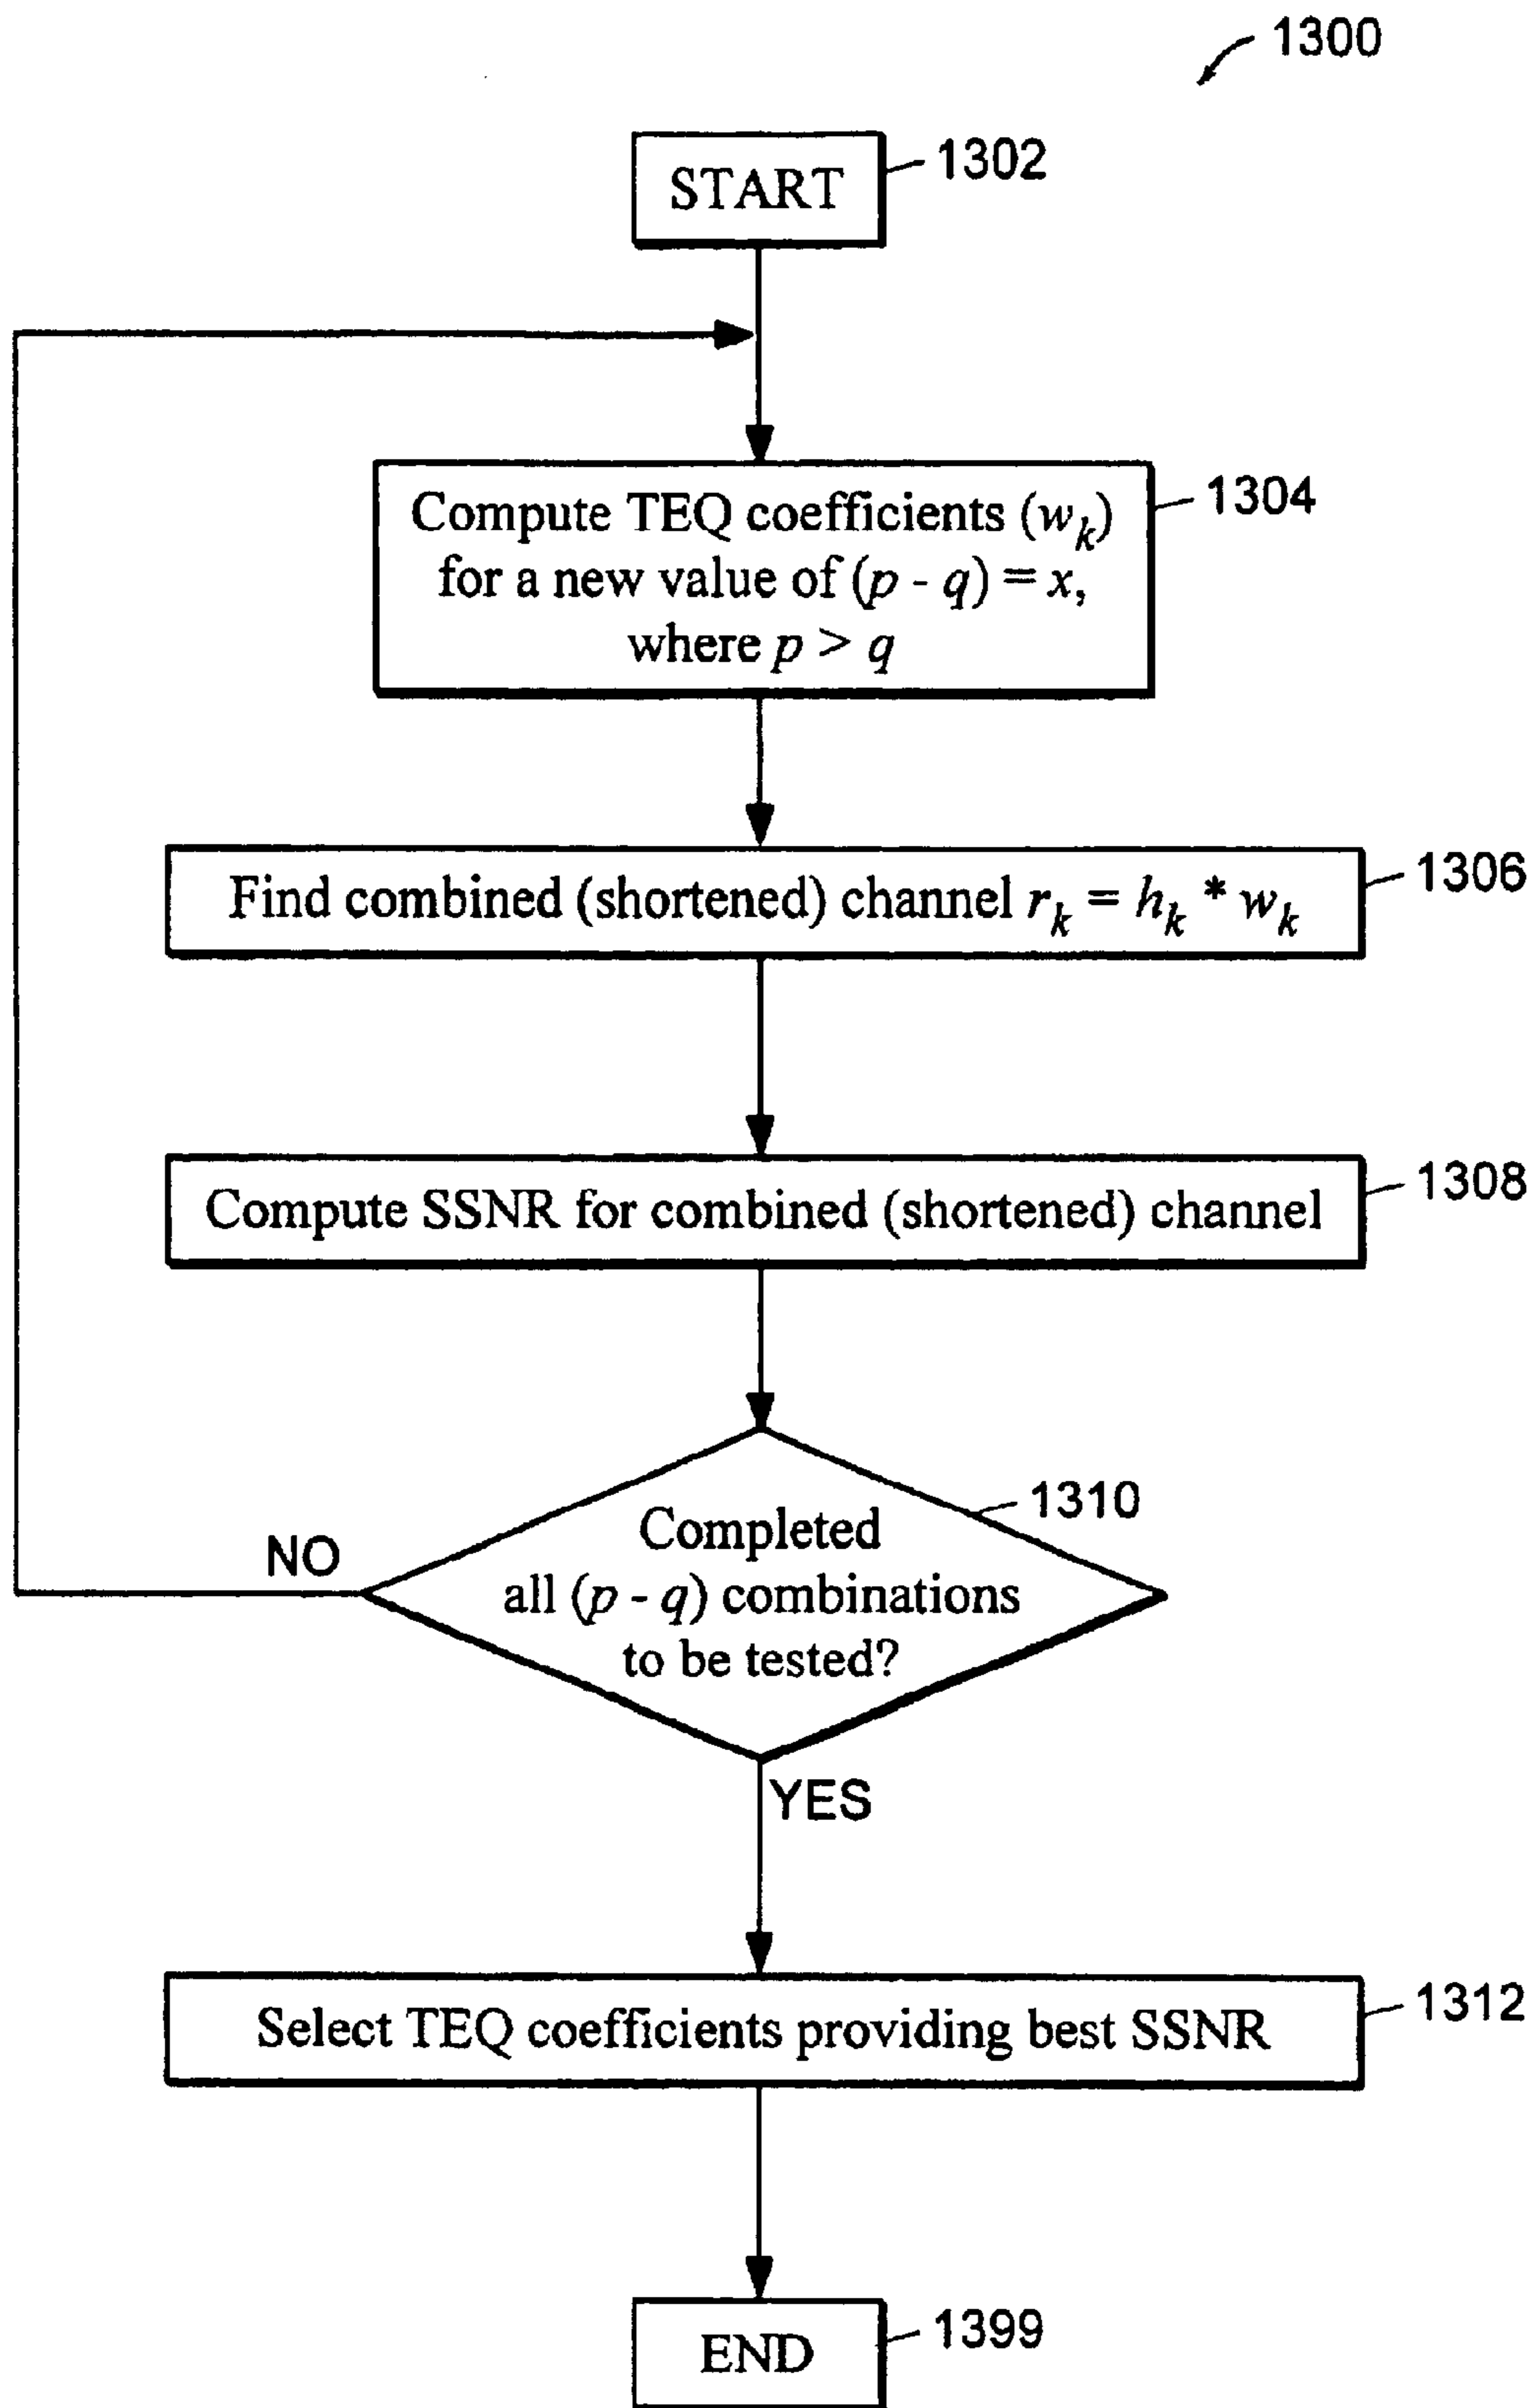 1300
START
1302
Compute TEQ coefficients (w_k)
for a new value of (p - q) = x,
where p > q
1304
Find combined (shortened) channel r_k = h_k * w_k
1306
Compute SSNR for combined (shortened) channel
1308
Completed
all (p - q) combinations
to be tested?
1310
NO
YES
Select TEQ coefficients providing best SSNR
1312
END
1399